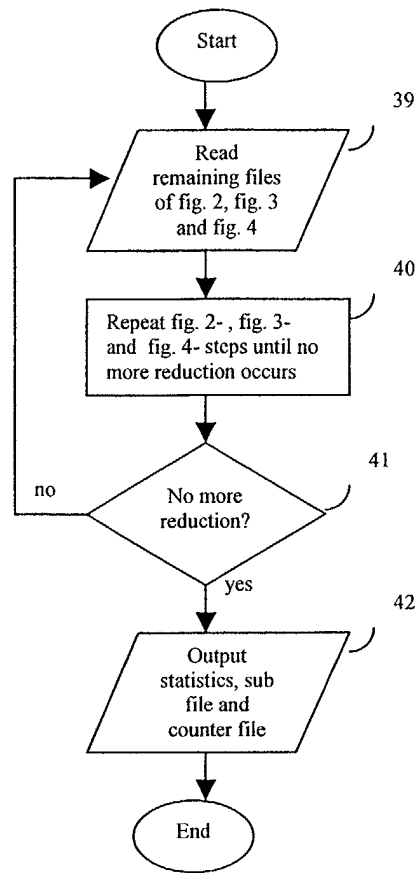 Start
39
Read
remaining files
of fig. 2, fig. 3
and fig. 4
40
Repeat fig. 2- , fig. 3-
and fig. 4- steps until no
more reduction occurs
41
no
No more
reduction?
yes
42
Output
statistics, sub
file and
counter file
End